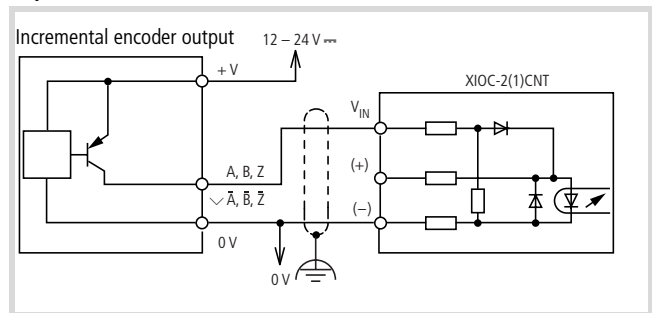 Incremental encoder output
12 – 24 V ⎓
+ V
XIOC-2(1)CNT
V_IN
(+)
A, B, Z
∨ A̅, B̅, Z̅
(–)
0 V
0 V